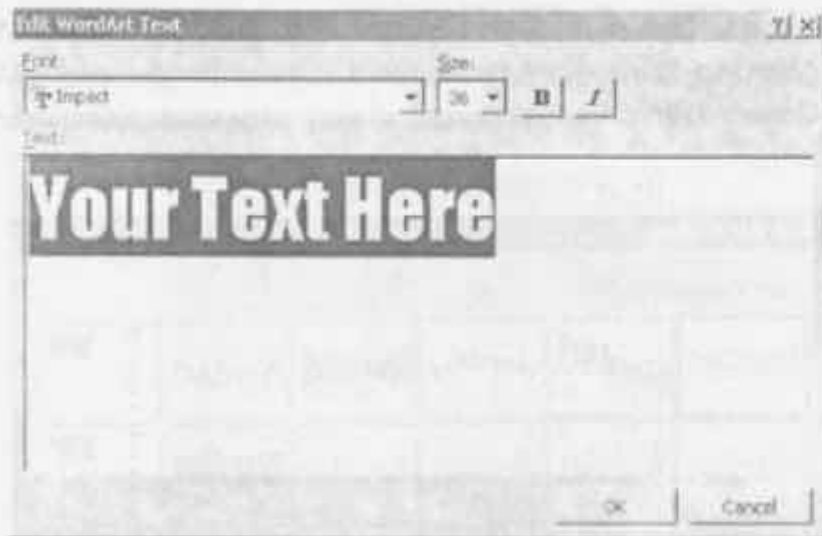 Edit WordArt Text
Font: Size:
Impact 36 B I
Text:
Your Text Here
OK Cancel